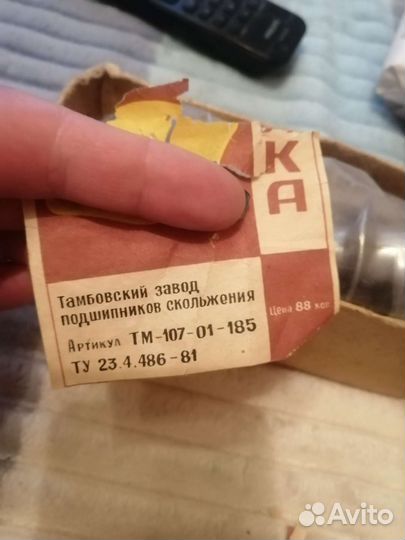 КА
Тамбовский завод
подшипников скольжения
Цена 88 коп
Артикул ТМ-107-01-185
ТУ 23.4.486-81
Avito